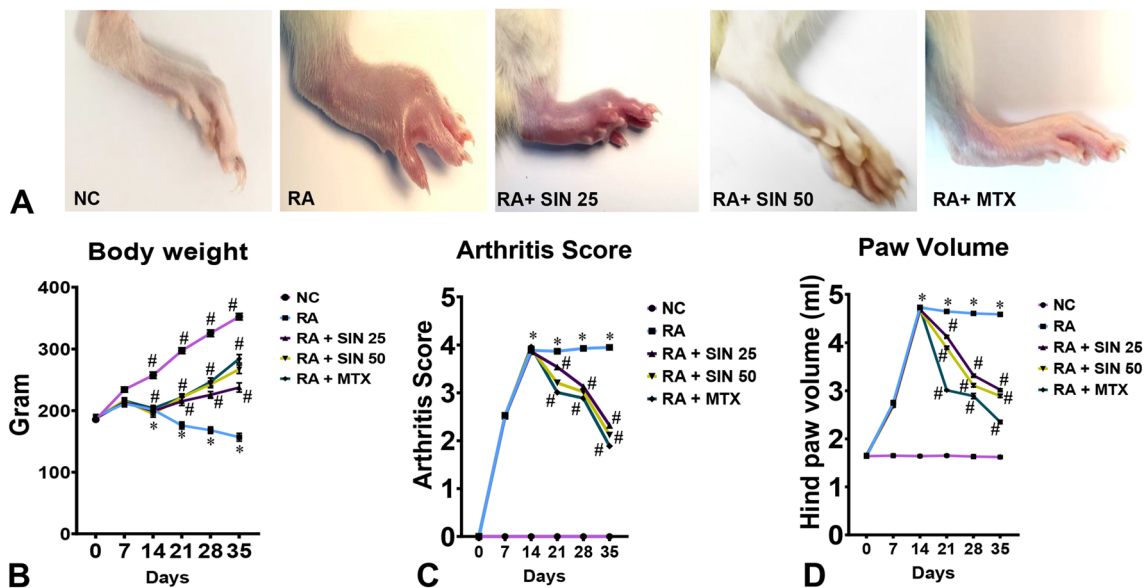 A
NC
RA
RA+ SIN 25
RA+ SIN 50
RA+ MTX
Body weight
400
300
200
100
0
Gram
0 7 14 21 28 35
Days
# # # # # # # # # # # #
* * * *
NC
RA
RA + SIN 25
RA + SIN 50
RA + MTX
B
Arthritis Score
5
4
3
2
1
0
Arthritis Score
0 7 14 21 28 35
Days
* * * *
# # # # # # #
NC
RA
RA + SIN 25
RA + SIN 50
RA + MTX
C
Paw Volume
5
4
3
2
1
0
Hind paw volume (ml)
0 7 14 21 28 35
Days
* * * *
# # # # # # #
NC
RA
RA + SIN 25
RA + SIN 50
RA + MTX
D